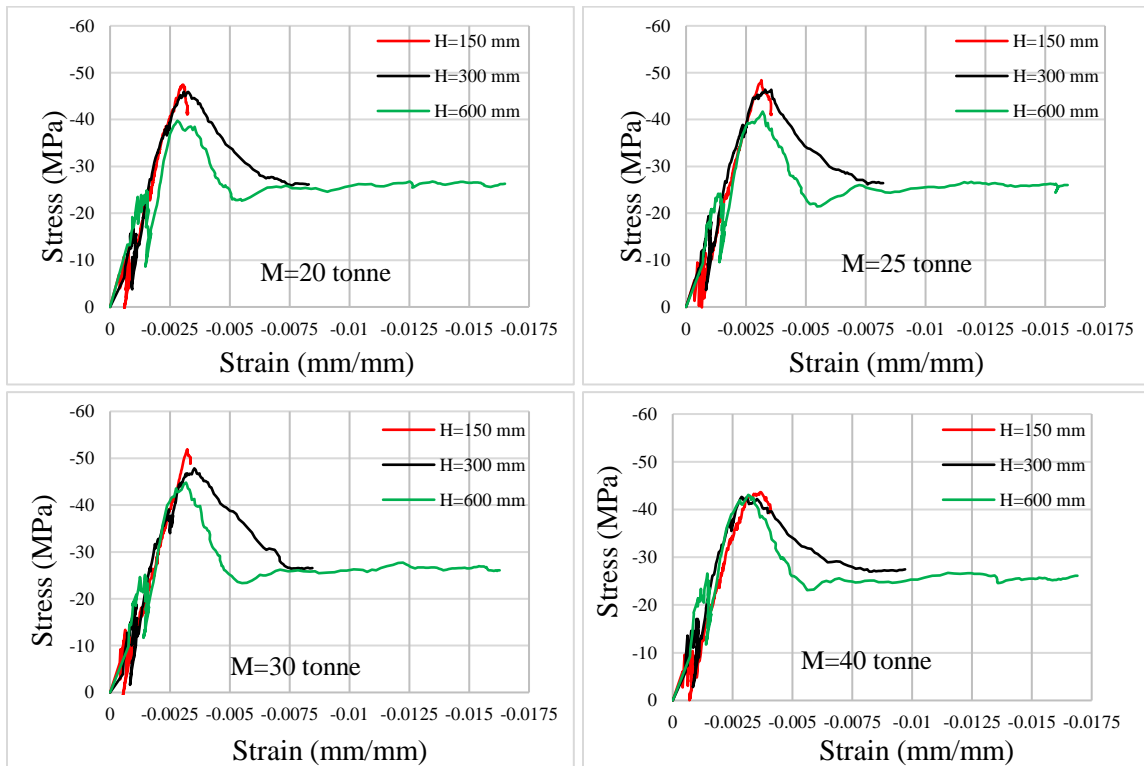 -60
-50
-40
-30
-20
-10
0
Stress (MPa)
H=150 mm
H=300 mm
H=600 mm
M=20 tonne
0 -0.0025 -0.005 -0.0075 -0.01 -0.0125 -0.015 -0.0175
Strain (mm/mm)
-60
-50
-40
-30
-20
-10
0
Stress (MPa)
H=150 mm
H=300 mm
H=600 mm
M=25 tonne
0 -0.0025 -0.005 -0.0075 -0.01 -0.0125 -0.015 -0.0175
Strain (mm/mm)
-60
-50
-40
-30
-20
-10
0
Stress (MPa)
H=150 mm
H=300 mm
H=600 mm
M=30 tonne
0 -0.0025 -0.005 -0.0075 -0.01 -0.0125 -0.015 -0.0175
Strain (mm/mm)
-60
-50
-40
-30
-20
-10
0
Stress (MPa)
H=150 mm
H=300 mm
H=600 mm
M=40 tonne
0 -0.0025 -0.005 -0.0075 -0.01 -0.0125 -0.015 -0.0175
Strain (mm/mm)